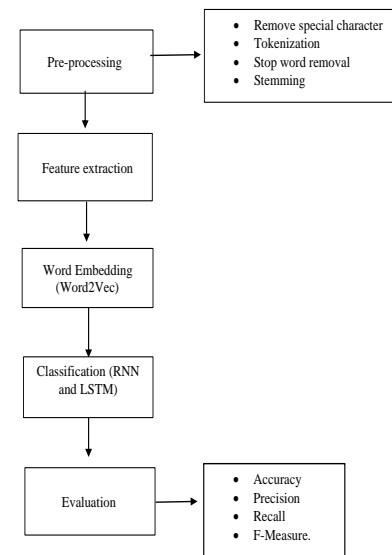 Pre-processing
• Remove special character
• Tokenization
• Stop word removal
• Stemming
Feature extraction
Word Embedding
(Word2Vec)
Classification (RNN
and LSTM)
Evaluation
• Accuracy
• Precision
• Recall
• F-Measure.